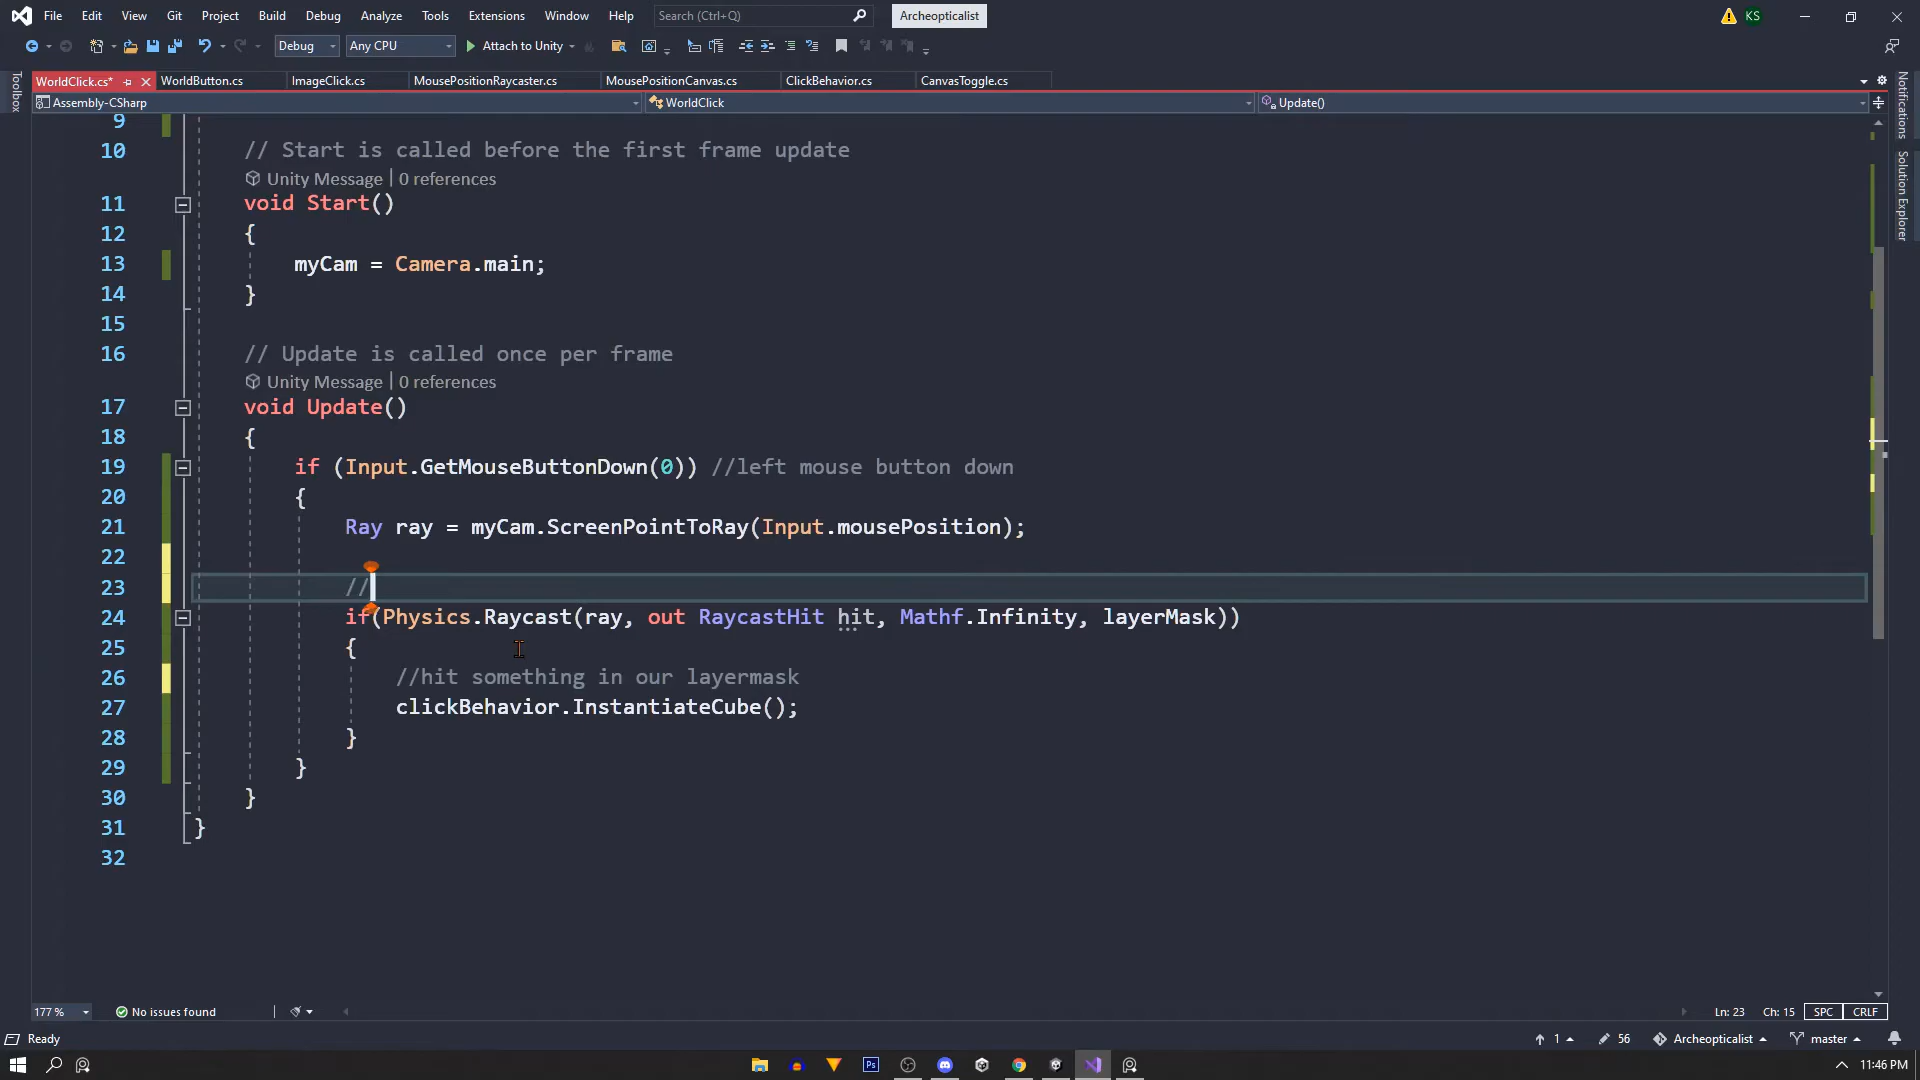 File Edit View Git Project Build Debug Analyze Tools Extensions Window Help Search (Ctrl+Q) Archeopticalist KS
Debug Any CPU Attach to Unity
WorldClick.cs* WorldButton.cs ImageClick.cs MousePositionRaycaster.cs MousePositionCanvas.cs ClickBehavior.cs CanvasToggle.cs
Assembly-CSharp WorldClick Update()
Toolbox
Notifications
Solution Explorer
9
10 // Start is called before the first frame update
Unity Message | 0 references
11 void Start()
12 {
13 myCam = Camera.main;
14 }
15
16 // Update is called once per frame
Unity Message | 0 references
17 void Update()
18 {
19 if (Input.GetMouseButtonDown(0)) //left mouse button down
20 {
21 Ray ray = myCam.ScreenPointToRay(Input.mousePosition);
22
23 //
24 if(Physics.Raycast(ray, out RaycastHit hit, Mathf.Infinity, layerMask))
25 {
26 //hit something in our layermask
27 clickBehavior.InstantiateCube();
28 }
29 }
30 }
31 }
32
177 % No issues found Ln: 23 Ch: 15 SPC CRLF
Ready 1 56 Archeopticalist master
Ps 11:46 PM